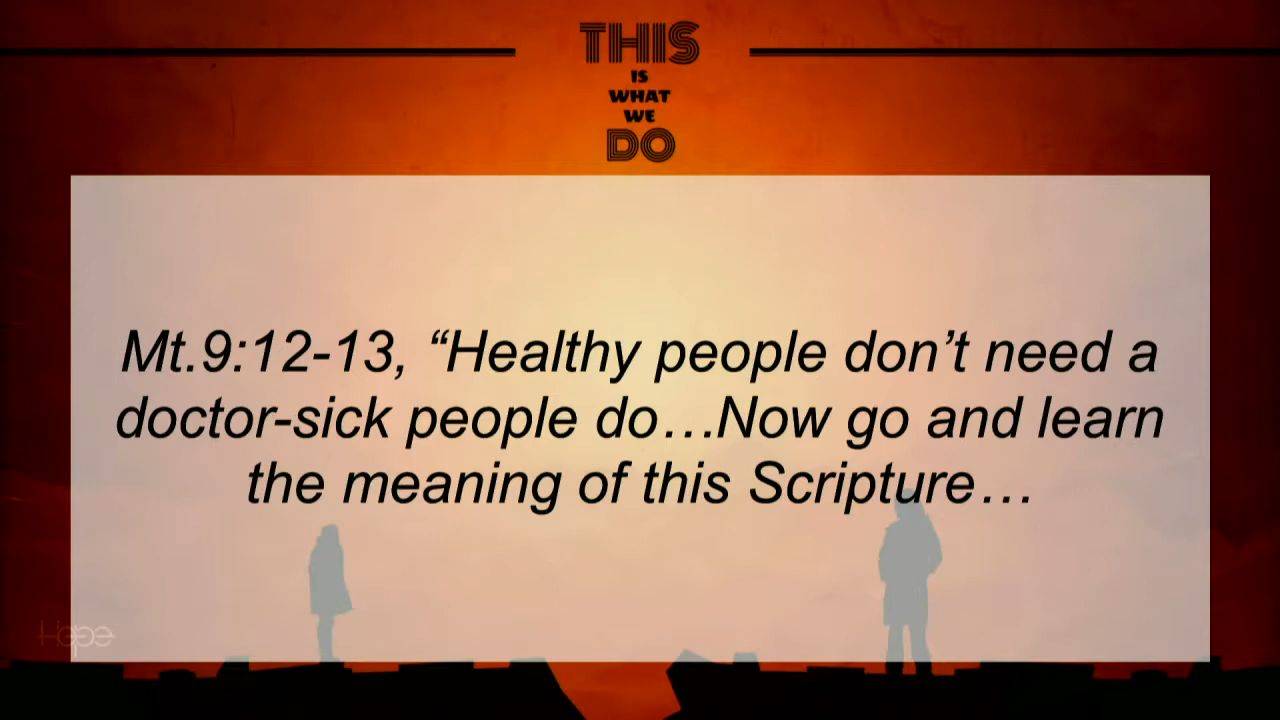 THIS
IS
WHAT
WE
DO
Mt.9:12-13, “Healthy people don’t need a
doctor-sick people do…Now go and learn
the meaning of this Scripture…
Hope